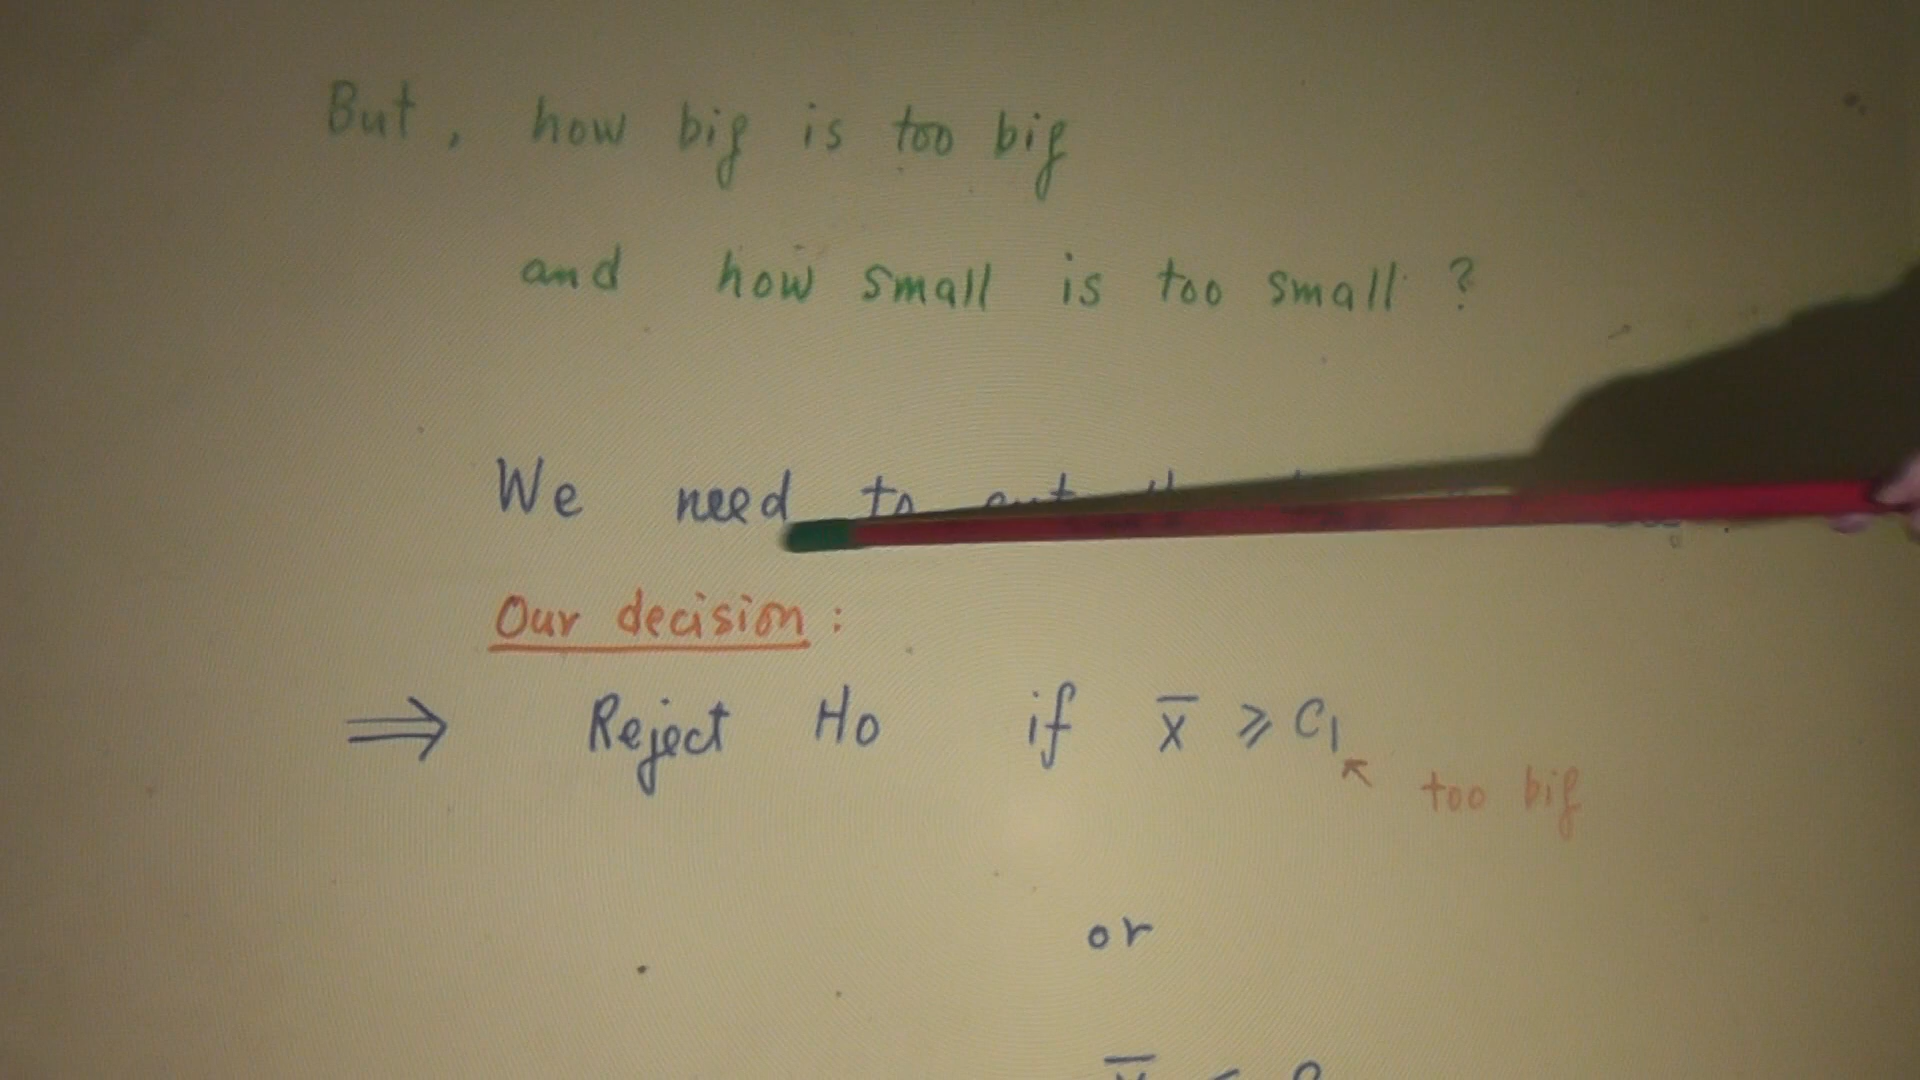 But, how big is too big
and how small is too small ?
We need to
Our decision :
⇒ Reject Ho if x̄ ⩾ C1
↖ too big
or